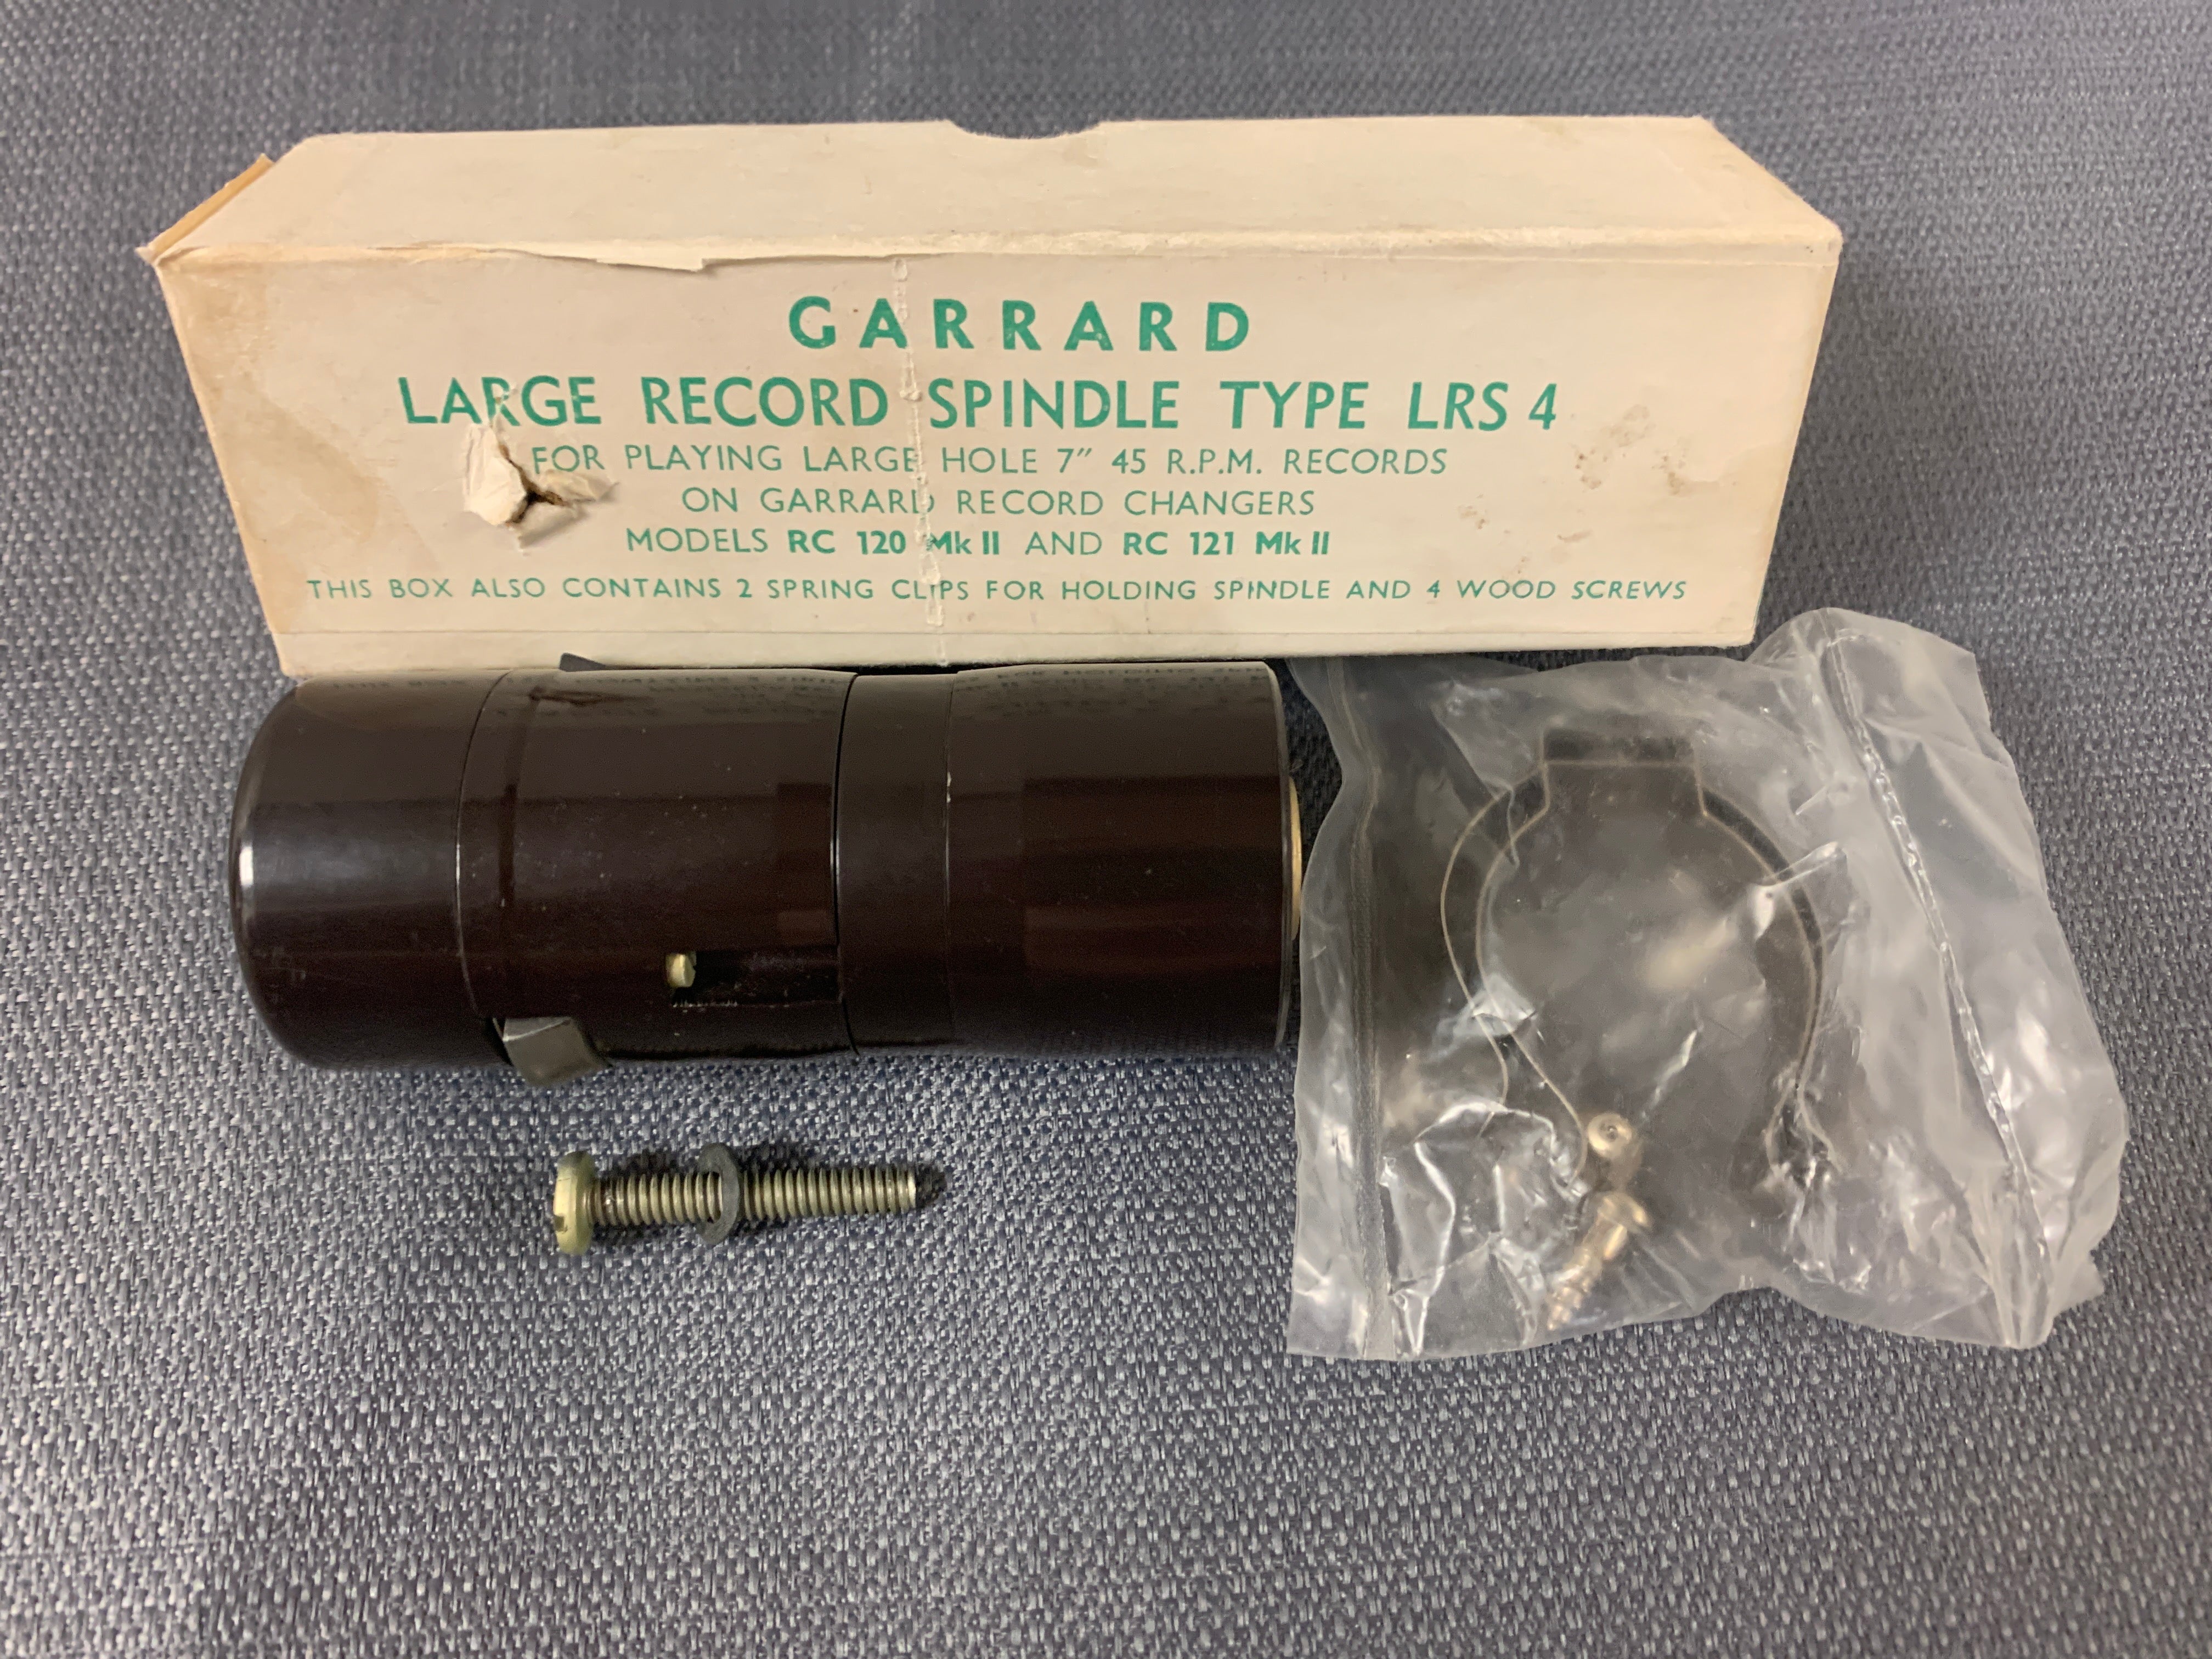 GARRARD
LARGE RECORD SPINDLE TYPE LRS 4
FOR PLAYING LARGE HOLE 7" 45 R.P.M. RECORDS
ON GARRARD RECORD CHANGERS
MODELS RC 120 Mk II AND RC 121 Mk II
THIS BOX ALSO CONTAINS 2 SPRING CLIPS FOR HOLDING SPINDLE AND 4 WOOD SCREWS